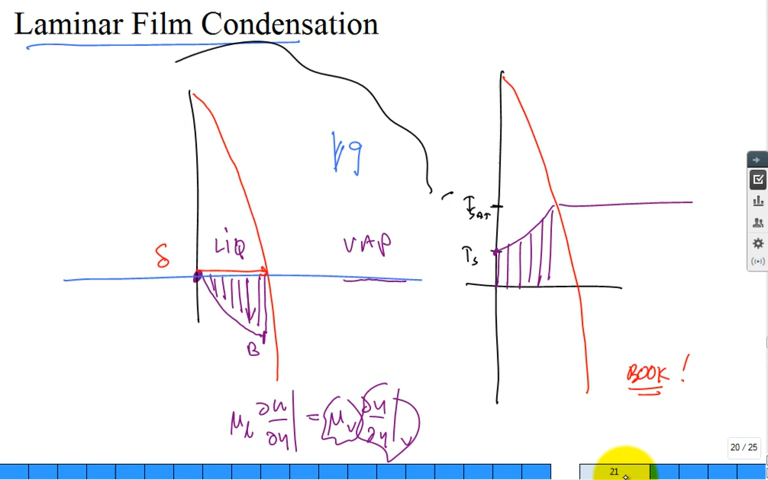 Laminar Film Condensation
g
T_SAT
δ LIQ VAP
T_S
B
BOOK !
μ_L ∂u/∂y | = μ_v ∂u/∂y |_v
20 / 25
21